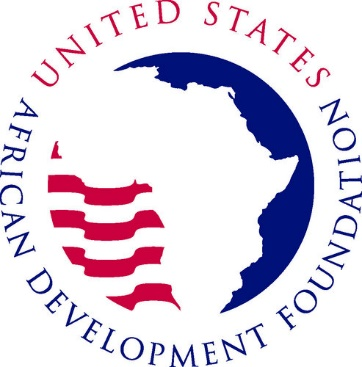 UNITED STATES
AFRICAN DEVELOPMENT FOUNDATION